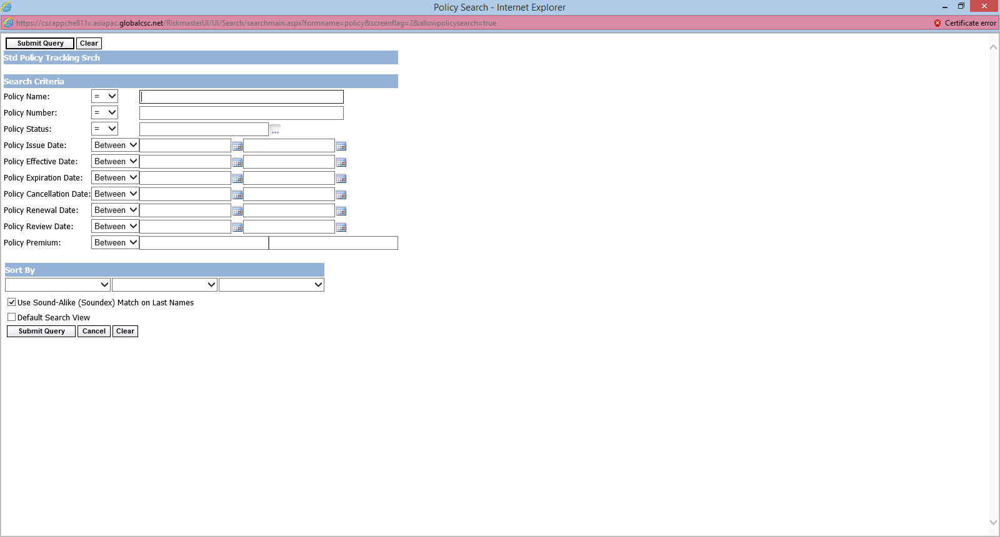 Policy Search - Internet Explorer
https://cscappche811v.asiapac.globalcsc.net/RiskmasterUI/UI/Search/searchmain.aspx?formname=policy&screenflag=2&allowpolicysearch=true Certificate error
Submit Query Clear
Std Policy Tracking Srch
Search Criteria
Policy Name: =
Policy Number: =
Policy Status: = ...
Policy Issue Date: Between
Policy Effective Date: Between
Policy Expiration Date: Between
Policy Cancellation Date: Between
Policy Renewal Date: Between
Policy Review Date: Between
Policy Premium: Between
Sort By
Use Sound-Alike (Soundex) Match on Last Names
Default Search View
Submit Query Cancel Clear